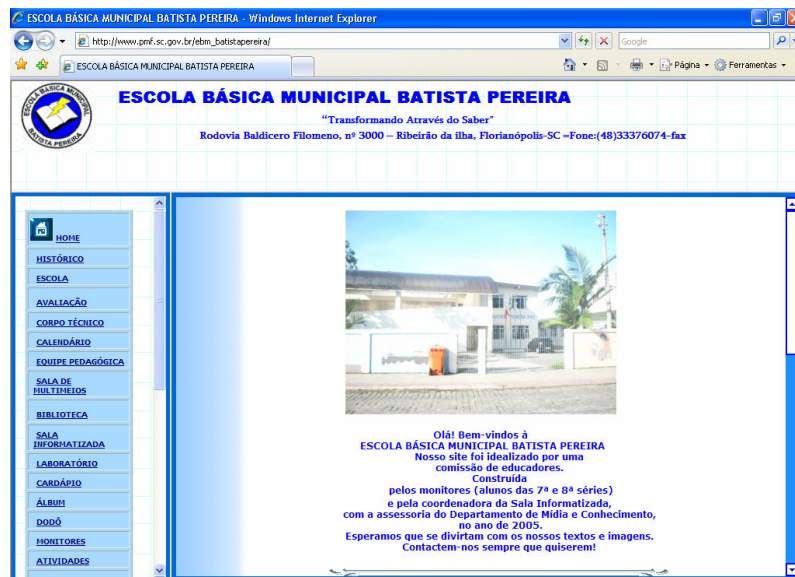 ESCOLA BÁSICA MUNICIPAL BATISTA PEREIRA - Windows Internet Explorer
http://www.pmf.sc.gov.br/ebm_batistapereira/
Google
ESCOLA BÁSICA MUNICIPAL BATISTA PEREIRA
Página
Ferramentas
ESCOLA BÁSICA MUNICIPAL
BATISTA PEREIRA
ESCOLA BÁSICA MUNICIPAL BATISTA PEREIRA
"Transformando Através do Saber"
Rodovia Baldicero Filomeno, nº 3000 – Ribeirão da ilha, Florianópolis-SC –Fone:(48)33376074-fax
HOME
HISTÓRICO
ESCOLA
AVALIAÇÃO
CORPO TÉCNICO
CALENDÁRIO
EQUIPE PEDAGÓGICA
SALA DE
MULTIMEIOS
BIBLIOTECA
SALA
INFORMATIZADA
LABORATÓRIO
CARDÁPIO
ÁLBUM
DODÔ
MONITORES
ATIVIDADES
Olá! Bem-vindos à
ESCOLA BÁSICA MUNICIPAL BATISTA PEREIRA
Nosso site foi idealizado por uma
comissão de educadores.
Construída
pelos monitores (alunos das 7ª e 8ª séries)
e pela coordenadora da Sala Informatizada,
com a assessoria do Departamento de Mídia e Conhecimento,
no ano de 2005.
Esperamos que se divirtam com os nossos textos e imagens.
Contactem-nos sempre que quiserem!